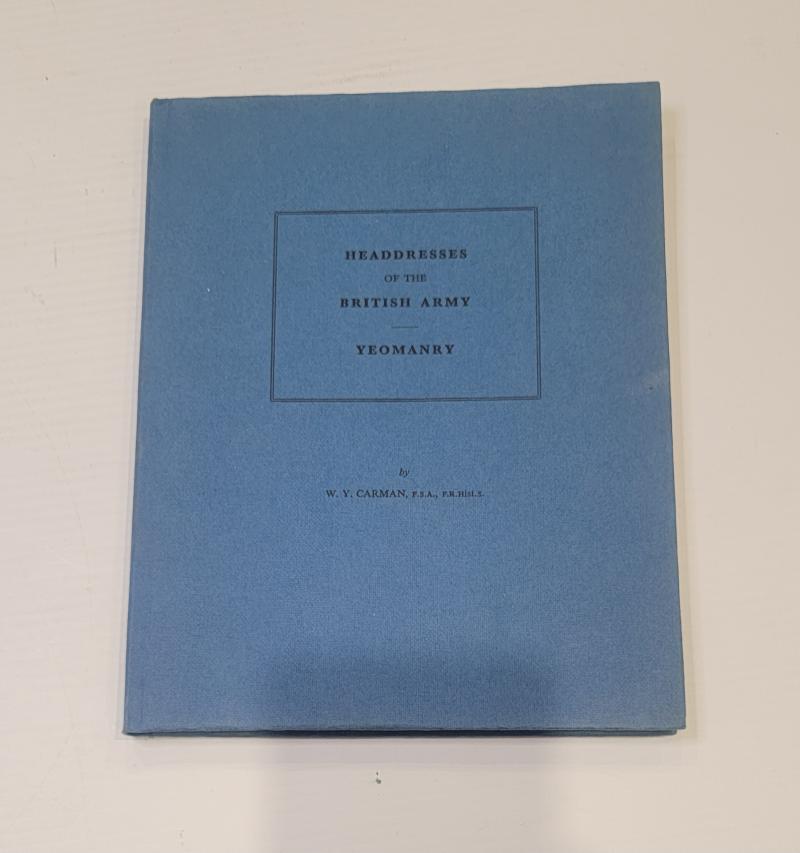 HEADDRESSES
OF THE
BRITISH ARMY
YEOMANRY
by
W. Y. CARMAN, F.S.A., F.R.Hist.S.